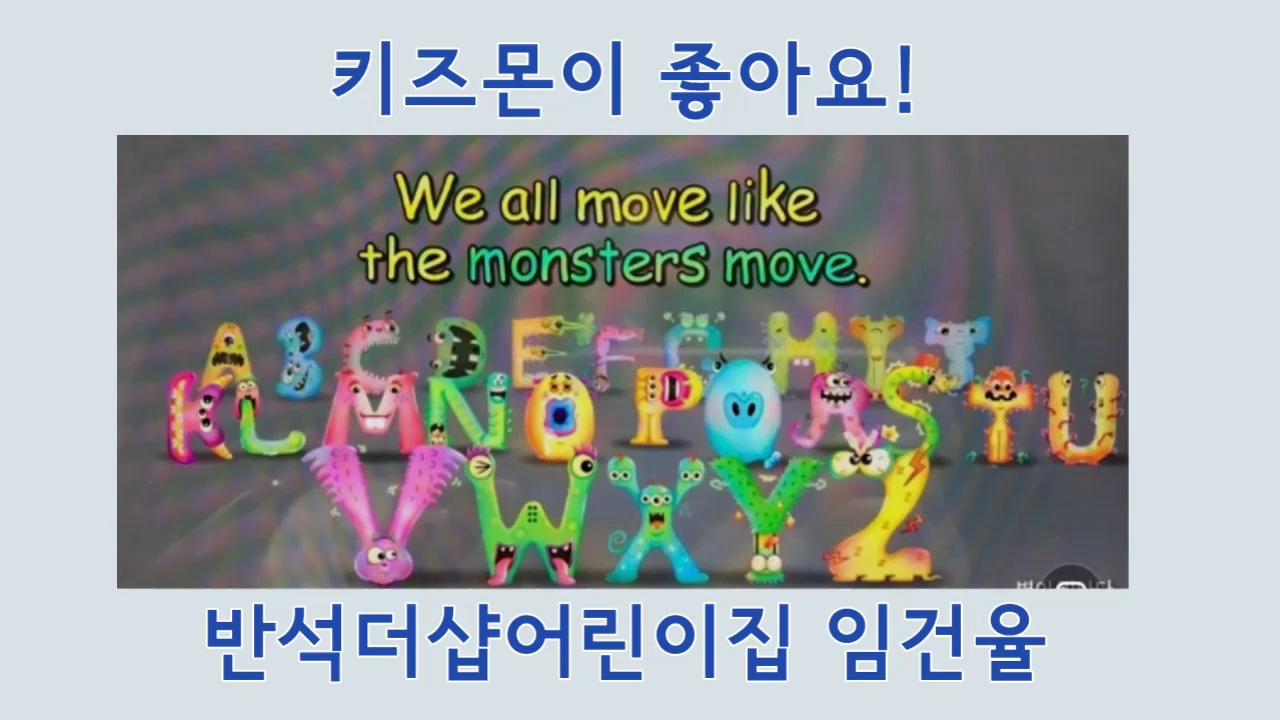 키즈몬이 좋아요!
We all move like
the monsters move.
A B C D E F G H I J
K L M N O P Q R S T U
V W X Y Z
반석더샵어린이집 임건율